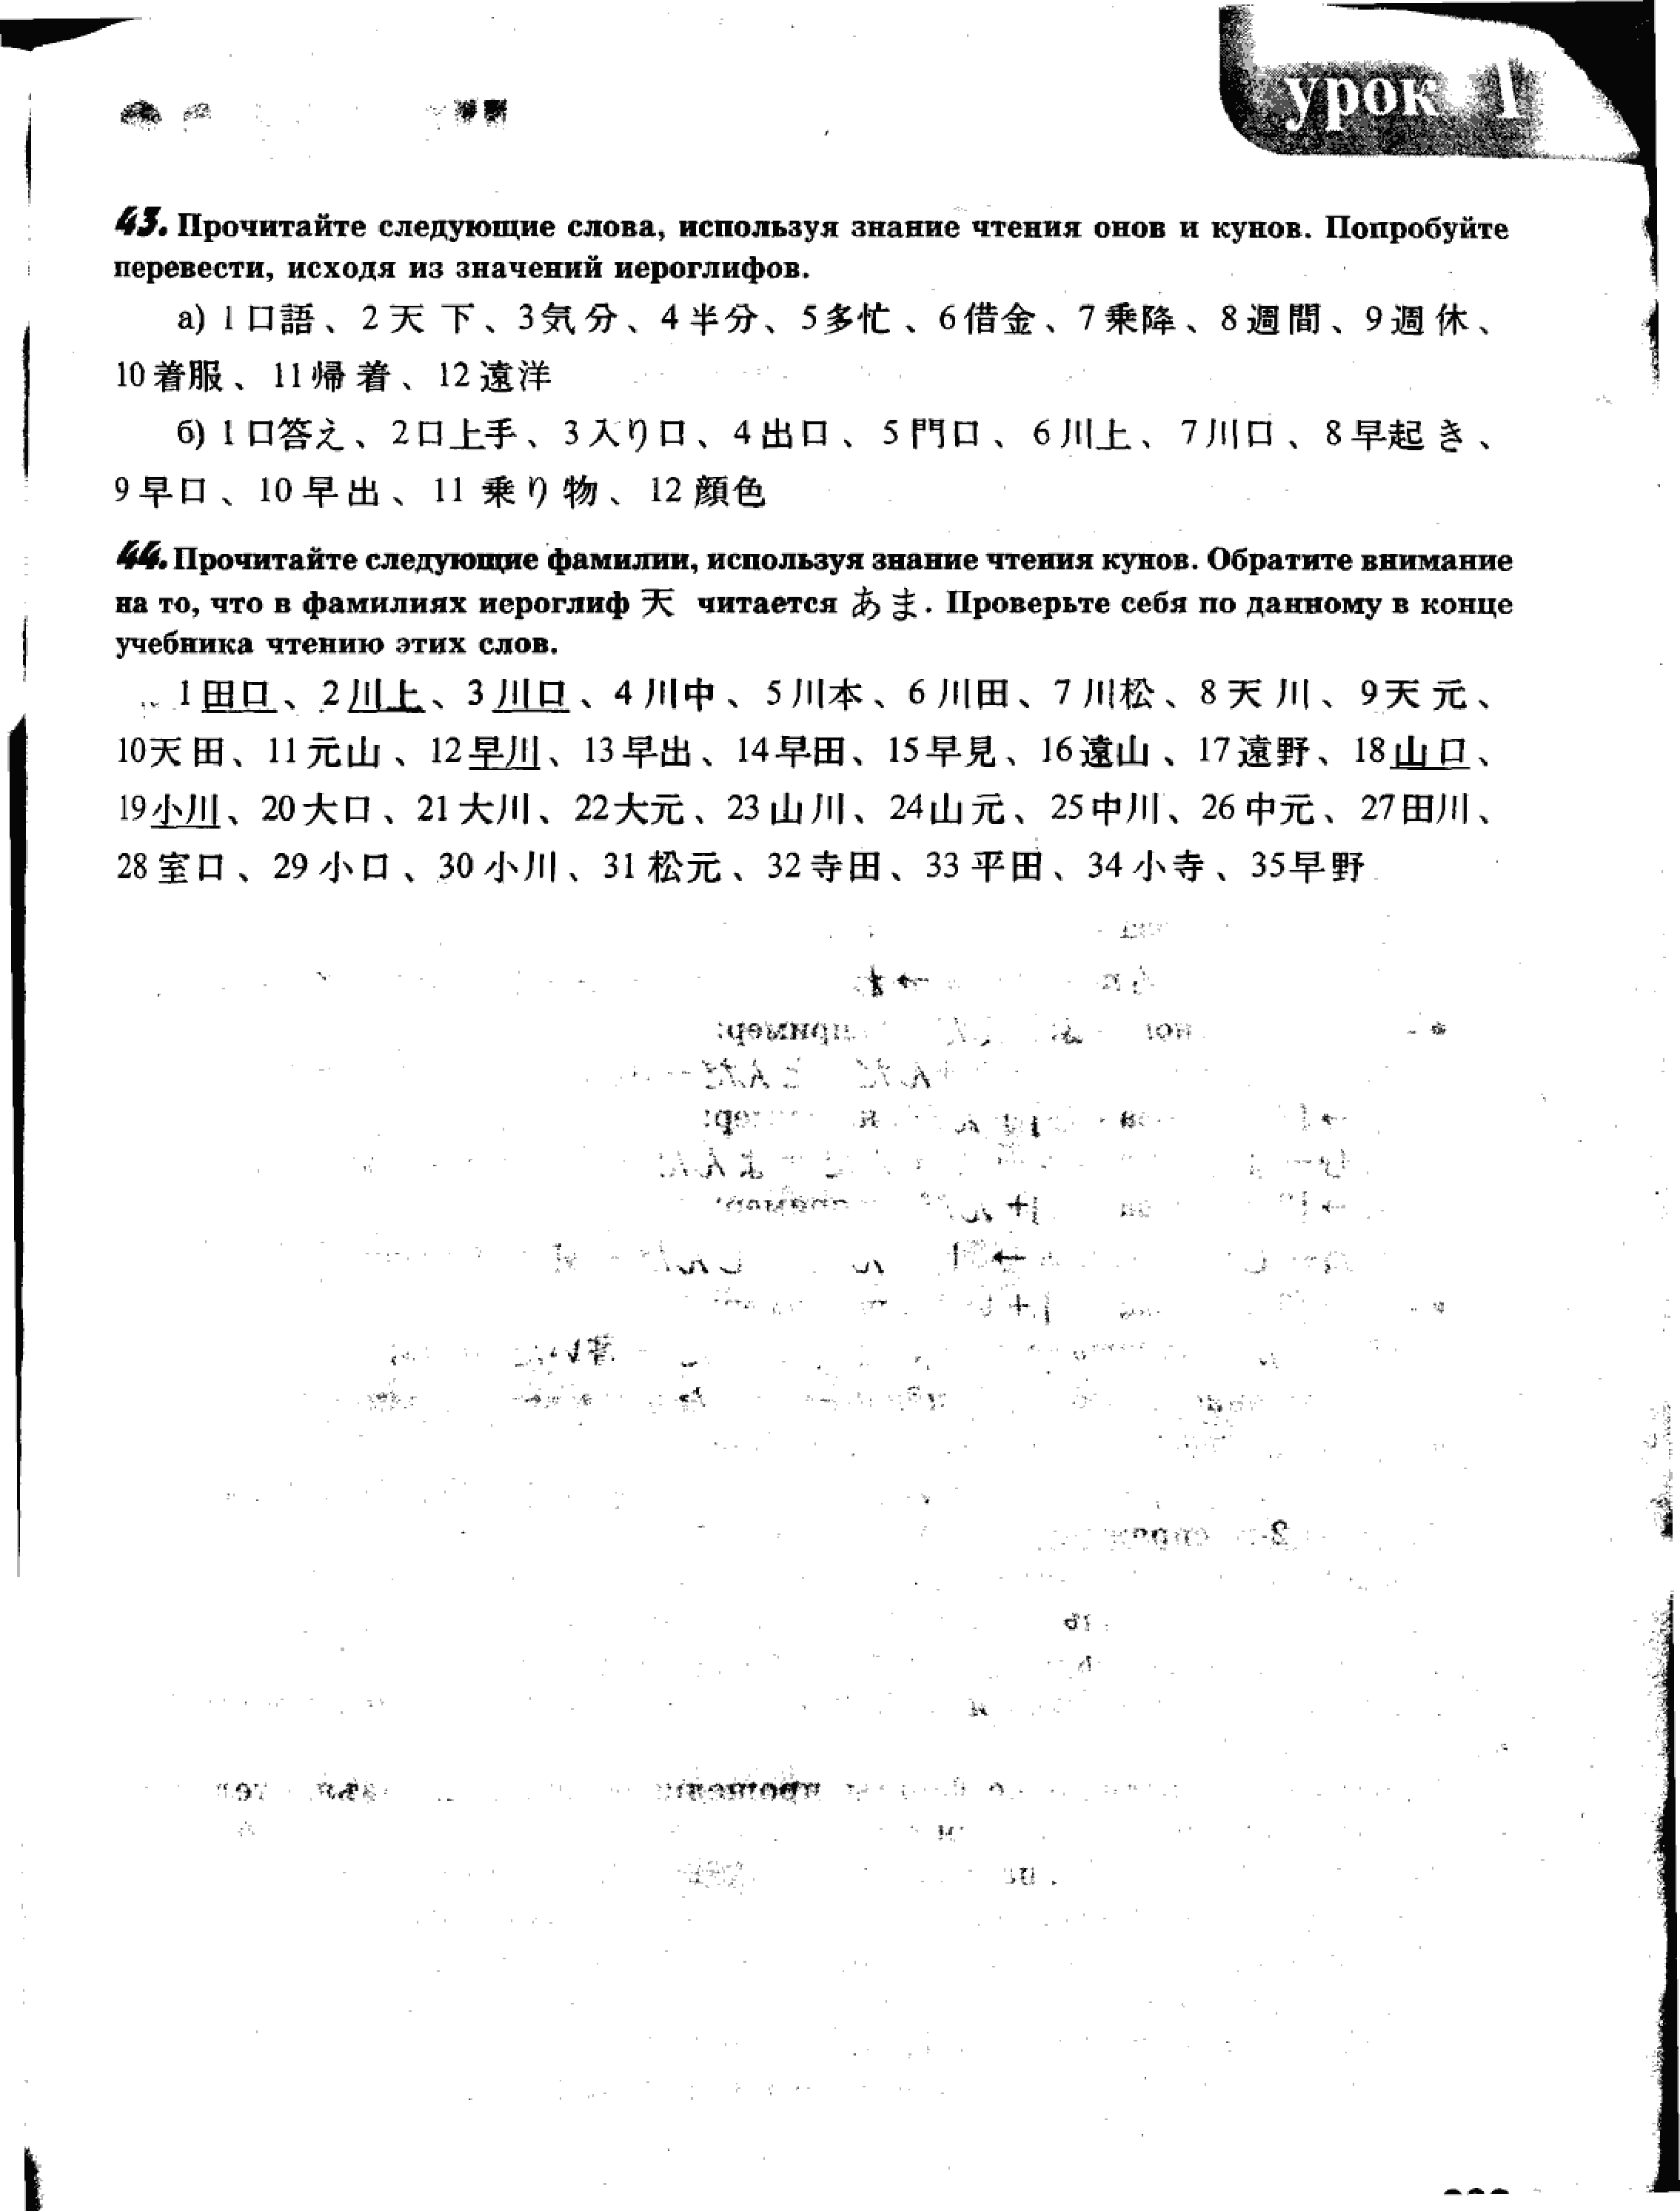 урок 1
43. Прочитайте следующие слова, используя знание чтения онов и кунов. Попробуйте
перевести, исходя из значений иероглифов.
а) 1 口語、2 天下、3 気分、4 半分、5 多忙、6 借金、7 乗降、8 週間、9 週休、
10 着服、11 帰着、12 遠洋
б) 1 口答え、2 口上手、3 入り口、4 出口、5 門口、6 川上、7 川口、8 早起き、
9 早口、10 早出、11 乗り物、12 顔色
44. Прочитайте следующие фамилии, используя знание чтения кунов. Обратите внимание
на то, что в фамилиях иероглиф 天 читается あま. Проверьте себя по данному в конце
учебника чтению этих слов.
1 田口、2 川上、3 川口、4 川中、5 川本、6 川田、7 川松、8 天川、9 天元、
10 天田、11 元山、12 早川、13 早出、14 早田、15 早見、16 遠山、17 遠野、18 山口、
19 小川、20 大口、21 大川、22 大元、23 山川、24 山元、25 中川、26 中元、27 田川、
28 室口、29 小口、30 小川、31 松元、32 寺田、33 平田、34 小寺、35 早野